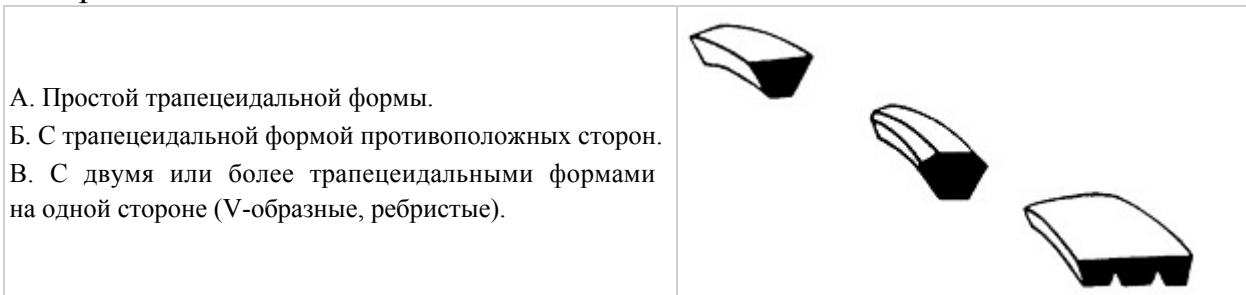 А. Простой трапецеидальной формы.
Б. С трапецеидальной формой противоположных сторон.
В. С двумя или более трапецеидальными формами
на одной стороне (V-образные, ребристые).